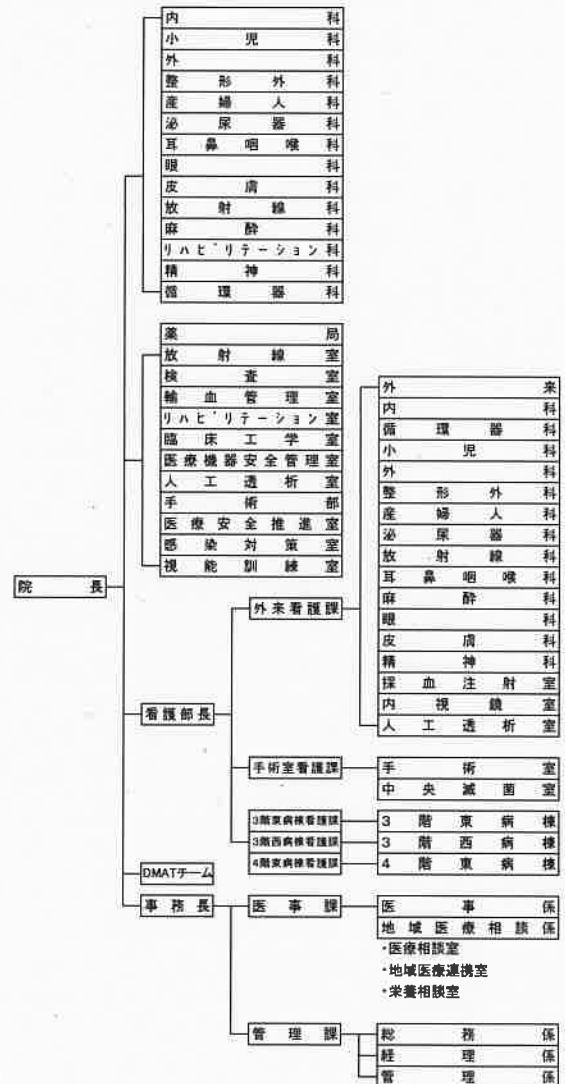 内科
小児科
外科
整形外科
産婦人科
泌尿器科
耳鼻咽喉科
眼科
皮膚科
放射線科
麻酔科
リハビリテーション科
精神科
循環器科
薬局
放射線室
検査室
輸血管理室
リハビリテーション室
臨床工学室
医療機器安全管理室
人工透析室
手術部
医療安全推進室
感染対策室
視能訓練室
院長
看護部長
外来看護課
外来
内科
循環器科
小児科
外科
整形外科
産婦人科
泌尿器科
放射線科
耳鼻咽喉科
麻酔科
眼科
皮膚科
精神科
採血注射室
内視鏡室
人工透析室
手術室看護課
手術室
中央滅菌室
3階東病棟看護課
3階東病棟
3階西病棟看護課
3階西病棟
4階東病棟看護課
4階東病棟
DMATチーム
事務長
医事課
医事係
地域医療相談係
・医療相談室
・地域医療連携室
・栄養相談室
管理課
総務係
経理係
管理係